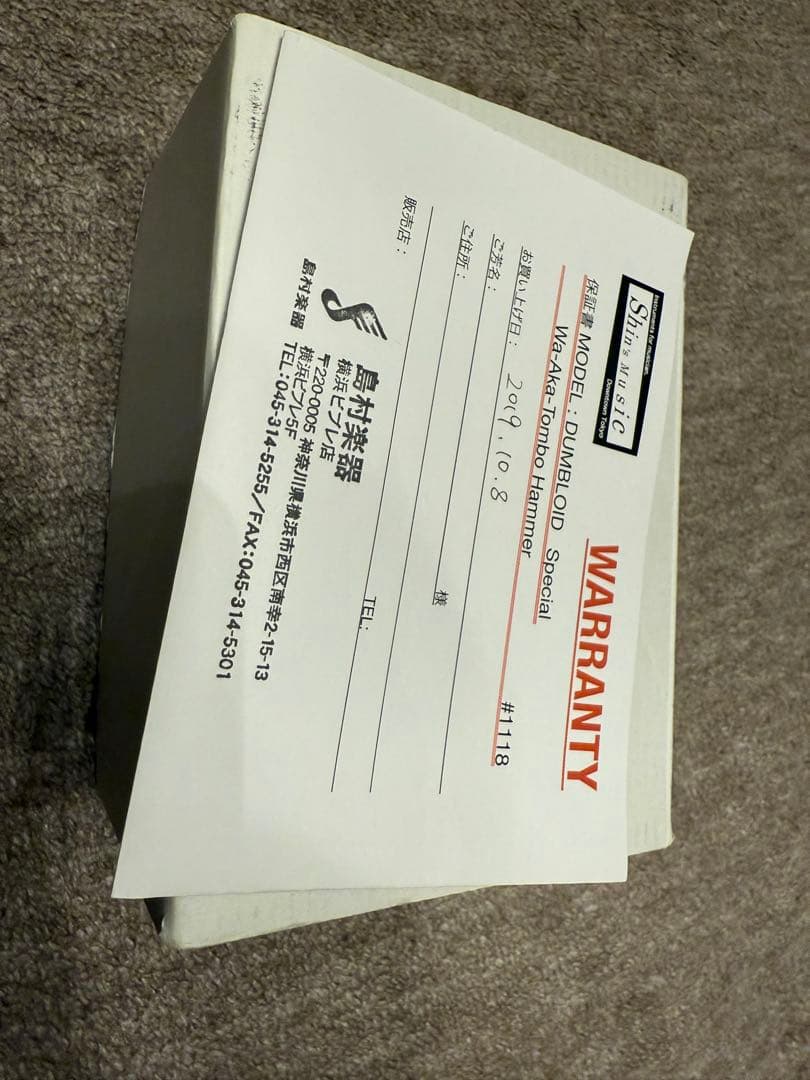 Instruments for musician.
Shin's Music
Downtown Tokyo
WARRANTY
保証書 MODEL : DUMBLOID Special
Wa-Aka-Tombo Hammer #1118
お買い上げ日： 2019.10.8
ご芳名： 様
ご住所：
TEL:
販売店：
島村楽器
島村楽器
横浜ビブレ店
〒220-0005 神奈川県横浜市西区南幸2-15-13
横浜ビブレ5F
TEL:045-314-5255／FAX:045-314-5301